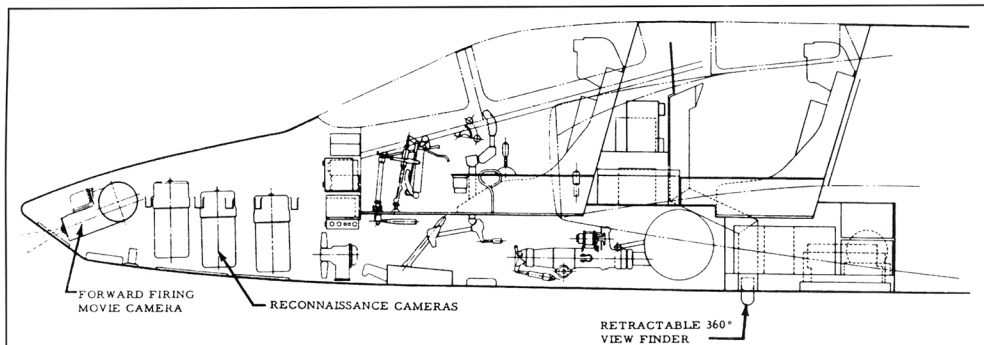 FORWARD FIRING
MOVIE CAMERA
RECONNAISSANCE CAMERAS
RETRACTABLE 360°
VIEW FINDER